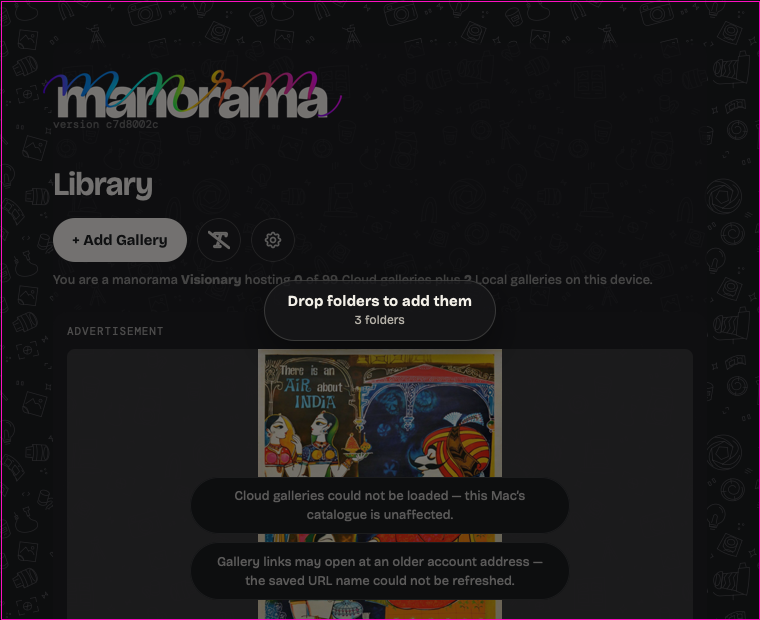 manorama
version c7d8002c
Library
+ Add Gallery
You are a manorama Visionary hosting 0 of 99 Cloud galleries plus 2 Local galleries on this device.
Drop folders to add them
3 folders
ADVERTISEMENT
There is an
AIR about
INDIA
Cloud galleries could not be loaded — this Mac's
catalogue is unaffected.
Gallery links may open at an older account address —
the saved URL name could not be refreshed.